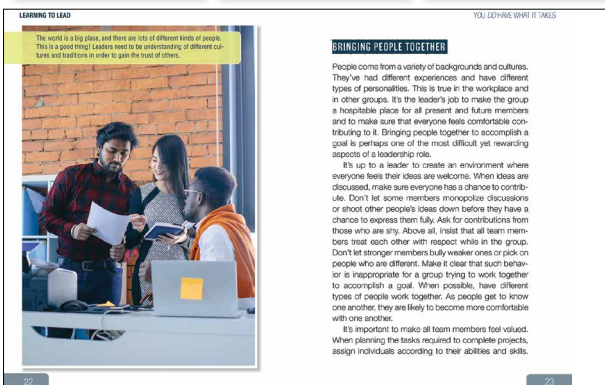 LEARNING TO LEAD
The world is a big place, and there are lots of different kinds of people.
This is a good thing! Leaders need to be understanding of different cul-
tures and traditions in order to gain the trust of others.
22
YOU DO HAVE WHAT IT TAKES
BRINGING PEOPLE TOGETHER
People come from a variety of backgrounds and cultures.
They've had different experiences and have different
types of personalities. This is true in the workplace and
in other groups. It's the leader's job to make the group
a hospitable place for all present and future members
and to make sure that everyone feels comfortable con-
tributing to it. Bringing people together to accomplish a
goal is perhaps one of the most difficult yet rewarding
aspects of a leadership role.
It's up to a leader to create an environment where
everyone feels their ideas are welcome. When ideas are
discussed, make sure everyone has a chance to contrib-
ute. Don't let some members monopolize discussions
or shoot other people's ideas down before they have a
chance to express them fully. Ask for contributions from
those who are shy. Above all, insist that all team mem-
bers treat each other with respect while in the group.
Don't let stronger members bully weaker ones or pick on
people who are different. Make it clear that such behav-
ior is inappropriate for a group trying to work together
to accomplish a goal. When possible, have different
types of people work together. As people get to know
one another, they are likely to become more comfortable
with one another.
It's important to make all team members feel valued.
When planning the tasks required to complete projects,
assign individuals according to their abilities and skills.
23